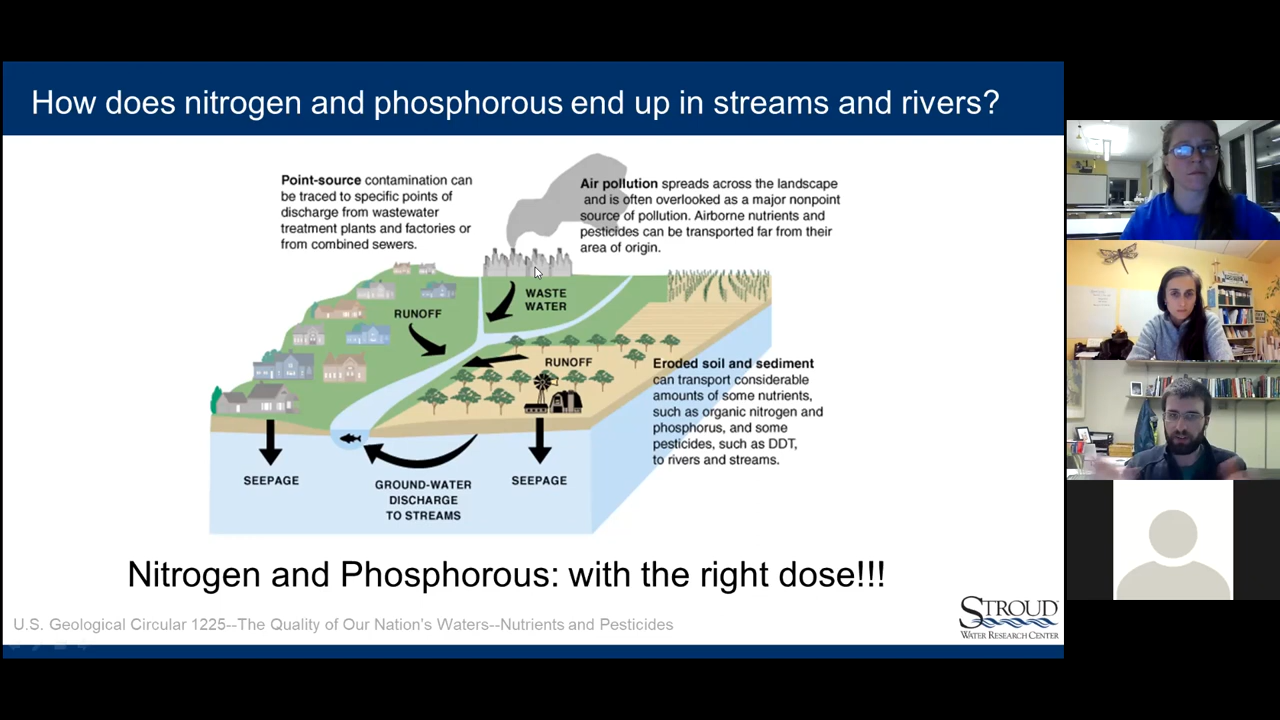 How does nitrogen and phosphorous end up in streams and rivers?
Point-source contamination can
be traced to specific points of
discharge from wastewater
treatment plants and factories or
from combined sewers.
Air pollution spreads across the landscape
and is often overlooked as a major nonpoint
source of pollution. Airborne nutrients and
pesticides can be transported far from their
area of origin.
WASTE
WATER
RUNOFF
RUNOFF
Eroded soil and sediment
can transport considerable
amounts of some nutrients,
such as organic nitrogen and
phosphorus, and some
pesticides, such as DDT,
to rivers and streams.
SEEPAGE
GROUND-WATER
DISCHARGE
TO STREAMS
SEEPAGE
Nitrogen and Phosphorous: with the right dose!!!
U.S. Geological Circular 1225--The Quality of Our Nation's Waters--Nutrients and Pesticides
STROUD
WATER RESEARCH CENTER